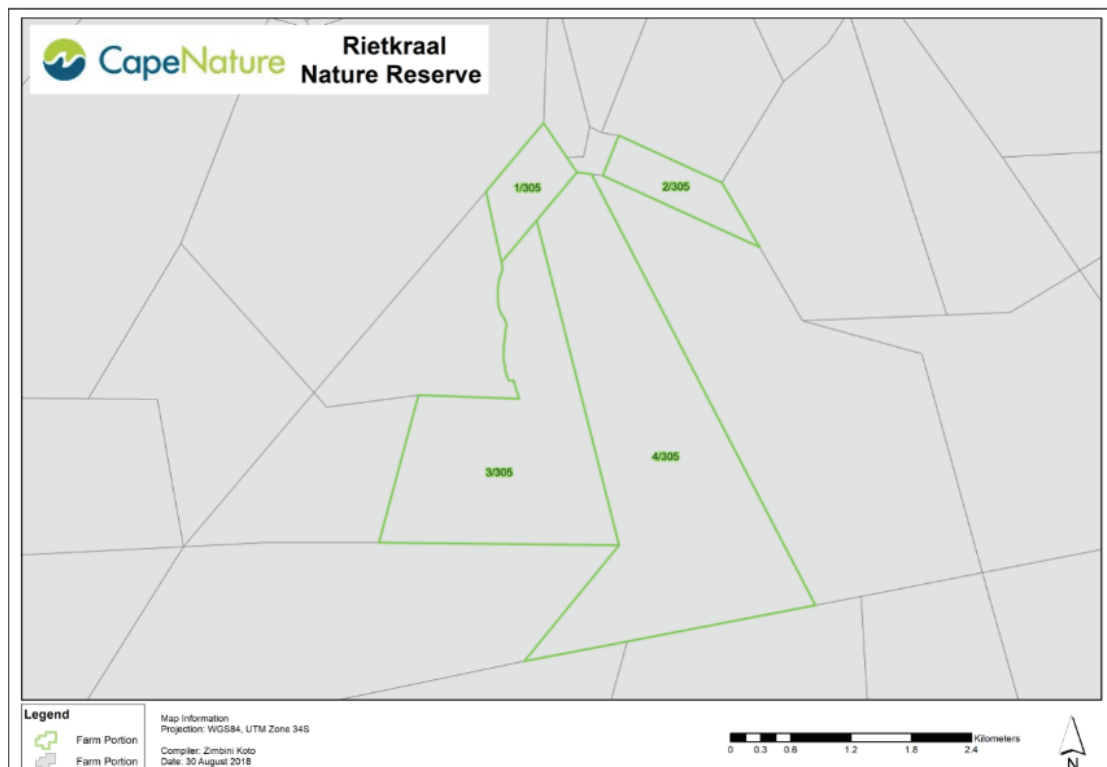 CapeNature
Rietkraal
Nature Reserve
1/305
2/305
3/305
4/305
Legend
Farm Portion
Farm Portion
Map Information
Projection: WGS84, UTM Zone 34S
Compiler: Zimbini Koto
Date: 30 August 2018
Kilometers
0 0.3 0.6 1.2 1.8 2.4
N